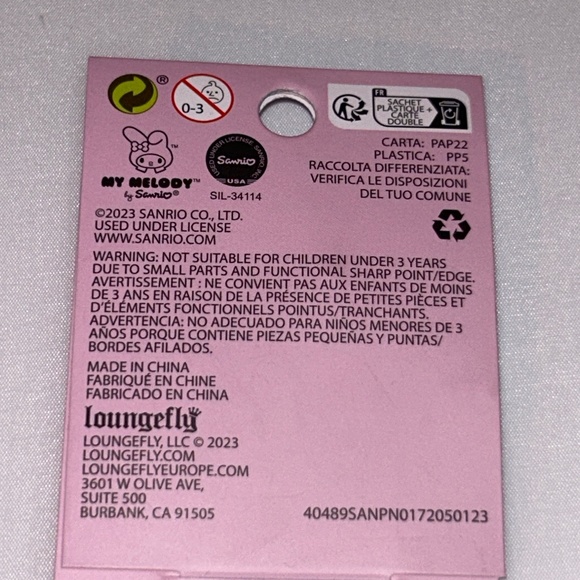 ®
0-3
FR
SACHET
PLASTIQUE +
CARTE
DOUBLE
MY MELODY™
by Sanrio®
USED UNDER LICENSE SANRIO, INC.
Sanrio
USA
SIL-34114
CARTA: PAP22
PLASTICA: PP5
RACCOLTA DIFFERENZIATA:
VERIFICA LE DISPOSIZIONI
DEL TUO COMUNE
©2023 SANRIO CO., LTD.
USED UNDER LICENSE
WWW.SANRIO.COM
WARNING: NOT SUITABLE FOR CHILDREN UNDER 3 YEARS
DUE TO SMALL PARTS AND FUNCTIONAL SHARP POINT/EDGE.
AVERTISSEMENT : NE CONVIENT PAS AUX ENFANTS DE MOINS
DE 3 ANS EN RAISON DE LA PRÉSENCE DE PETITES PIÈCES ET
D'ÉLÉMENTS FONCTIONNELS POINTUS/TRANCHANTS.
ADVERTENCIA: NO ADECUADO PARA NIÑOS MENORES DE 3
AÑOS PORQUE CONTIENE PIEZAS PEQUEÑAS Y PUNTAS/
BORDES AFILADOS.
MADE IN CHINA
FABRIQUÉ EN CHINE
FABRICADO EN CHINA
loungefly
LOUNGEFLY, LLC © 2023
LOUNGEFLY.COM
LOUNGEFLYEUROPE.COM
3601 W OLIVE AVE,
SUITE 500
BURBANK, CA 91505
40489SANPN0172050123